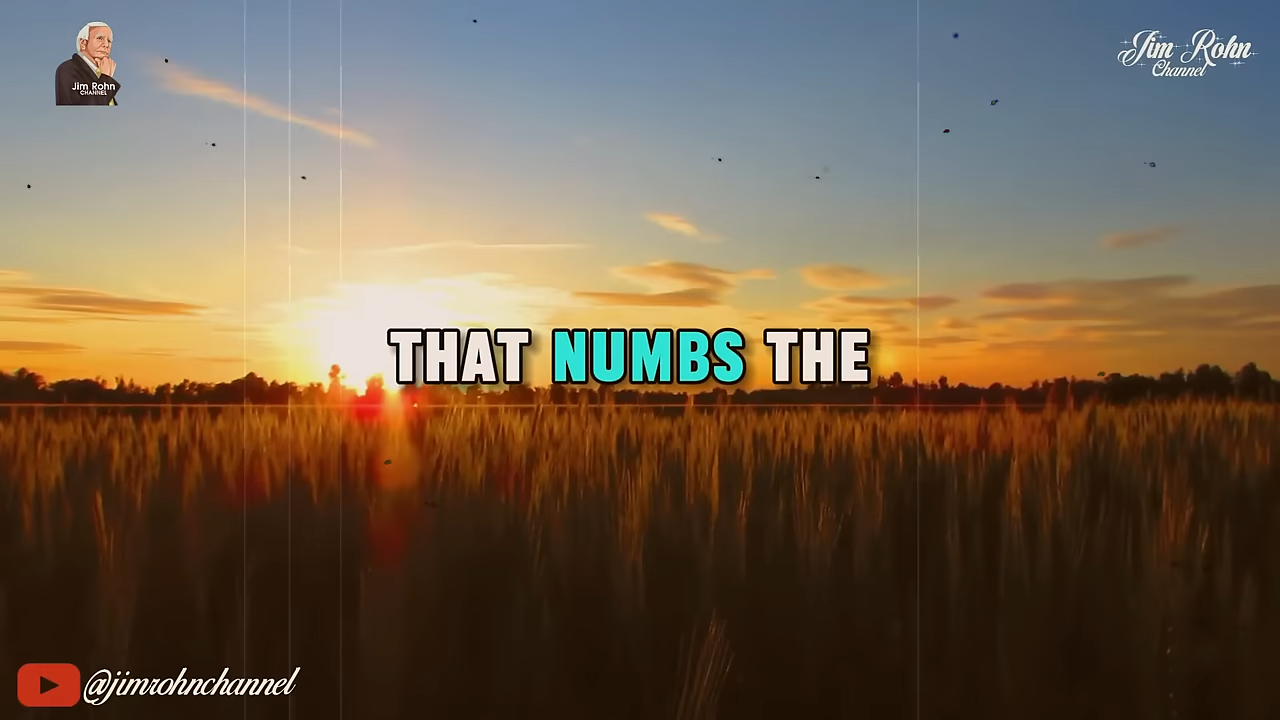 Jim Rohn
CHANNEL
Jim Rohn
Channel
THAT NUMBS THE
@jimrohnchannel